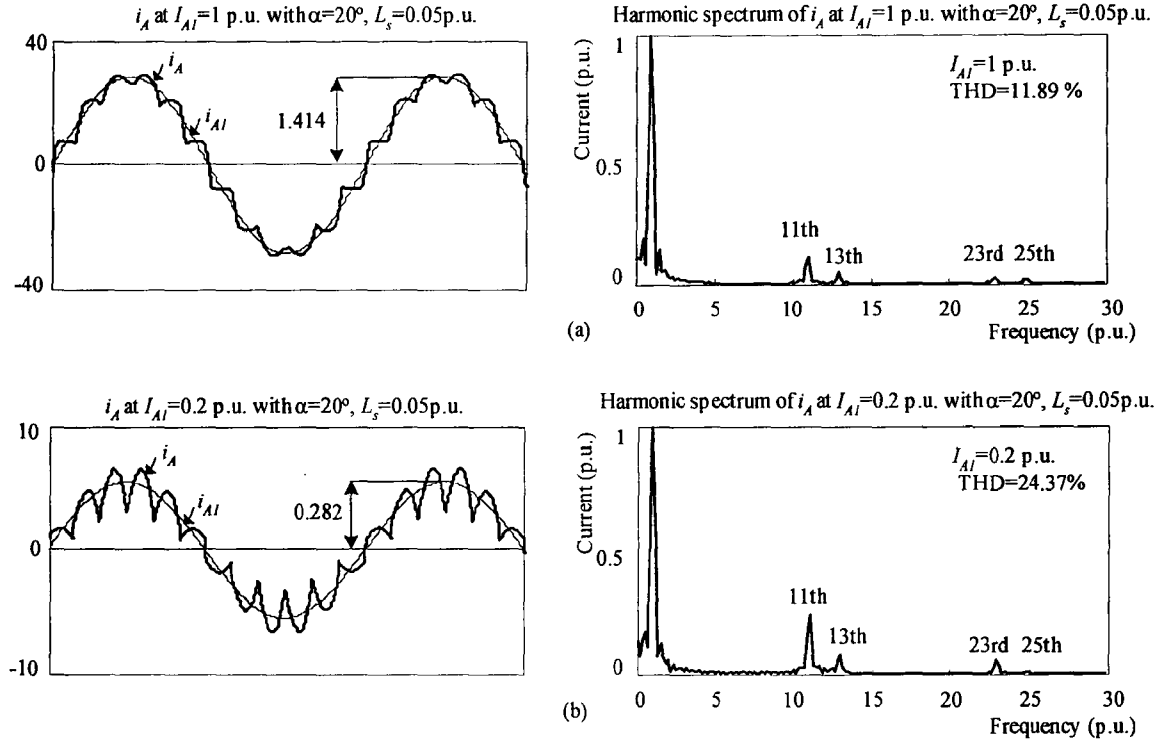 i_A at I_A1=1 p.u. with α=20°, L_s=0.05p.u.
40
0
-40
i_A
i_A1
1.414
Harmonic spectrum of i_A at I_A1=1 p.u. with α=20°, L_s=0.05p.u.
Current (p.u.)
1
0.5
0
I_A1=1 p.u.
THD=11.89 %
11th
13th
23rd 25th
0 5 10 15 20 25 30
Frequency (p.u.)
(a)
i_A at I_A1=0.2 p.u. with α=20°, L_s=0.05p.u.
10
0
-10
i_A
i_A1
0.282
Harmonic spectrum of i_A at I_A1=0.2 p.u. with α=20°, L_s=0.05p.u.
Current (p.u.)
1
0.5
0
I_A1=0.2 p.u.
THD=24.37%
11th
13th
23rd 25th
0 5 10 15 20 25 30
Frequency (p.u.)
(b)